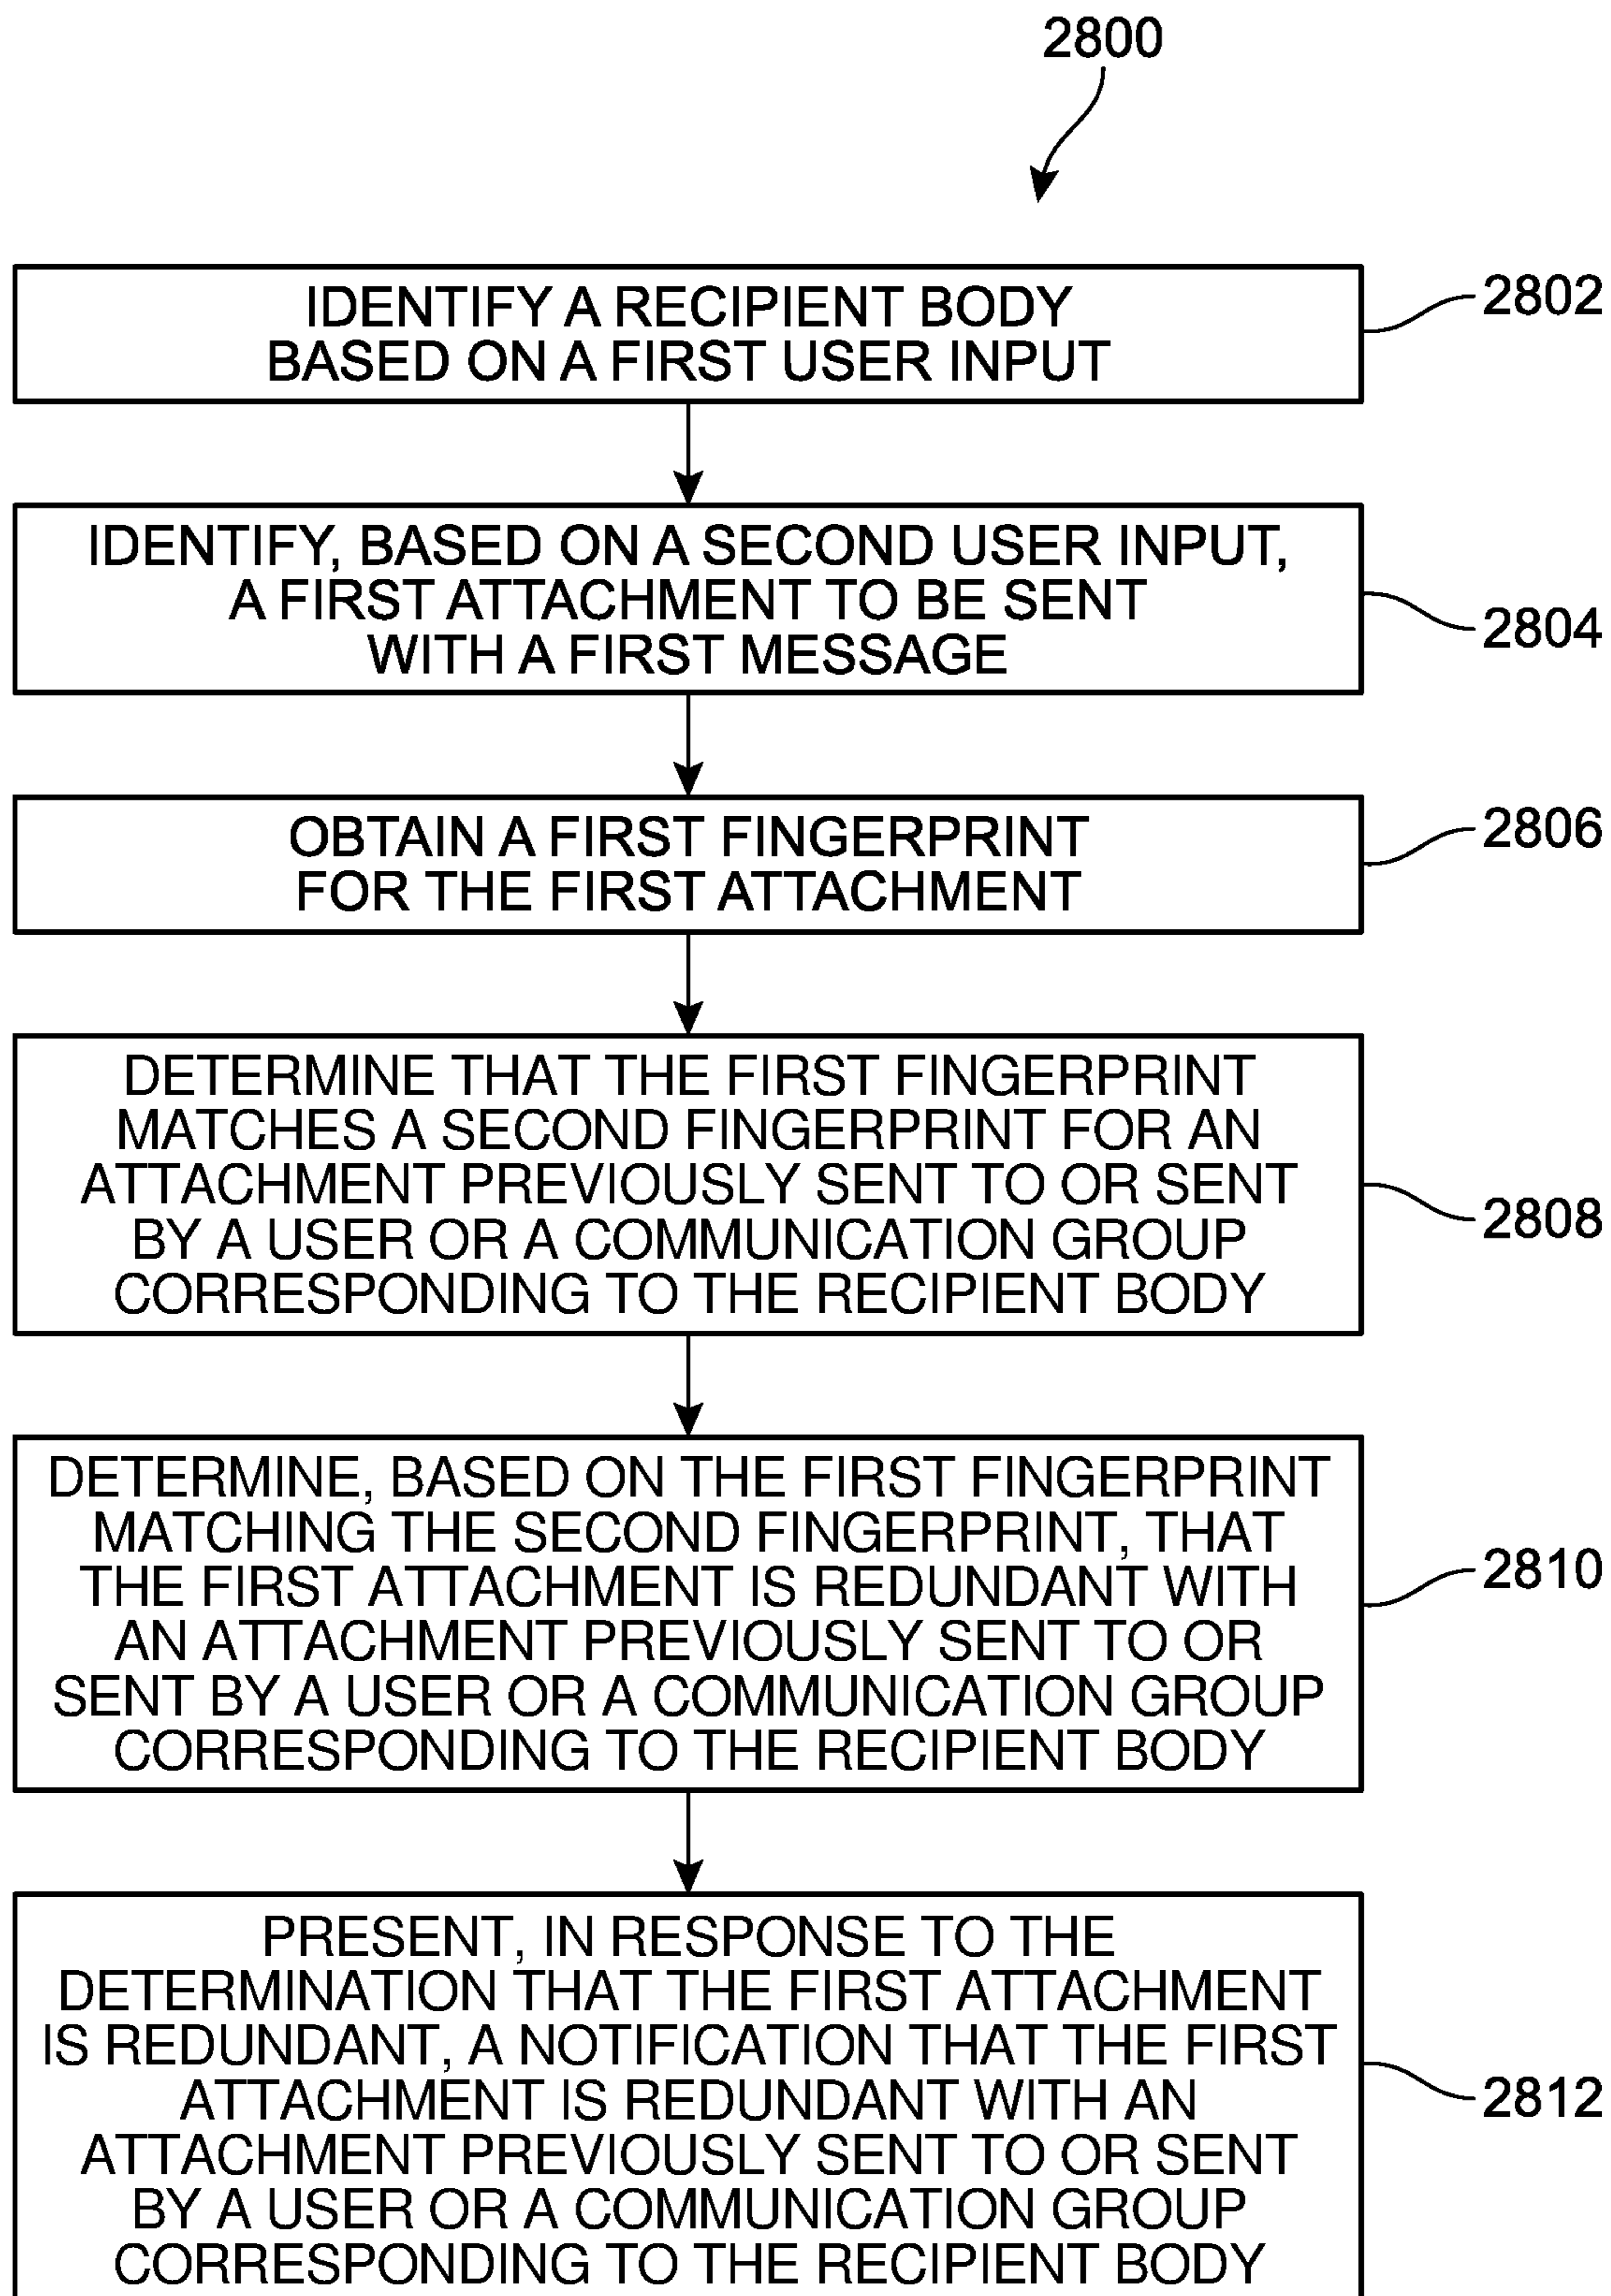 2800
IDENTIFY A RECIPIENT BODY
BASED ON A FIRST USER INPUT
2802
IDENTIFY, BASED ON A SECOND USER INPUT,
A FIRST ATTACHMENT TO BE SENT
WITH A FIRST MESSAGE
2804
OBTAIN A FIRST FINGERPRINT
FOR THE FIRST ATTACHMENT
2806
DETERMINE THAT THE FIRST FINGERPRINT
MATCHES A SECOND FINGERPRINT FOR AN
ATTACHMENT PREVIOUSLY SENT TO OR SENT
BY A USER OR A COMMUNICATION GROUP
CORRESPONDING TO THE RECIPIENT BODY
2808
DETERMINE, BASED ON THE FIRST FINGERPRINT
MATCHING THE SECOND FINGERPRINT, THAT
THE FIRST ATTACHMENT IS REDUNDANT WITH
AN ATTACHMENT PREVIOUSLY SENT TO OR
SENT BY A USER OR A COMMUNICATION GROUP
CORRESPONDING TO THE RECIPIENT BODY
2810
PRESENT, IN RESPONSE TO THE
DETERMINATION THAT THE FIRST ATTACHMENT
IS REDUNDANT, A NOTIFICATION THAT THE FIRST
ATTACHMENT IS REDUNDANT WITH AN
ATTACHMENT PREVIOUSLY SENT TO OR SENT
BY A USER OR A COMMUNICATION GROUP
CORRESPONDING TO THE RECIPIENT BODY
2812